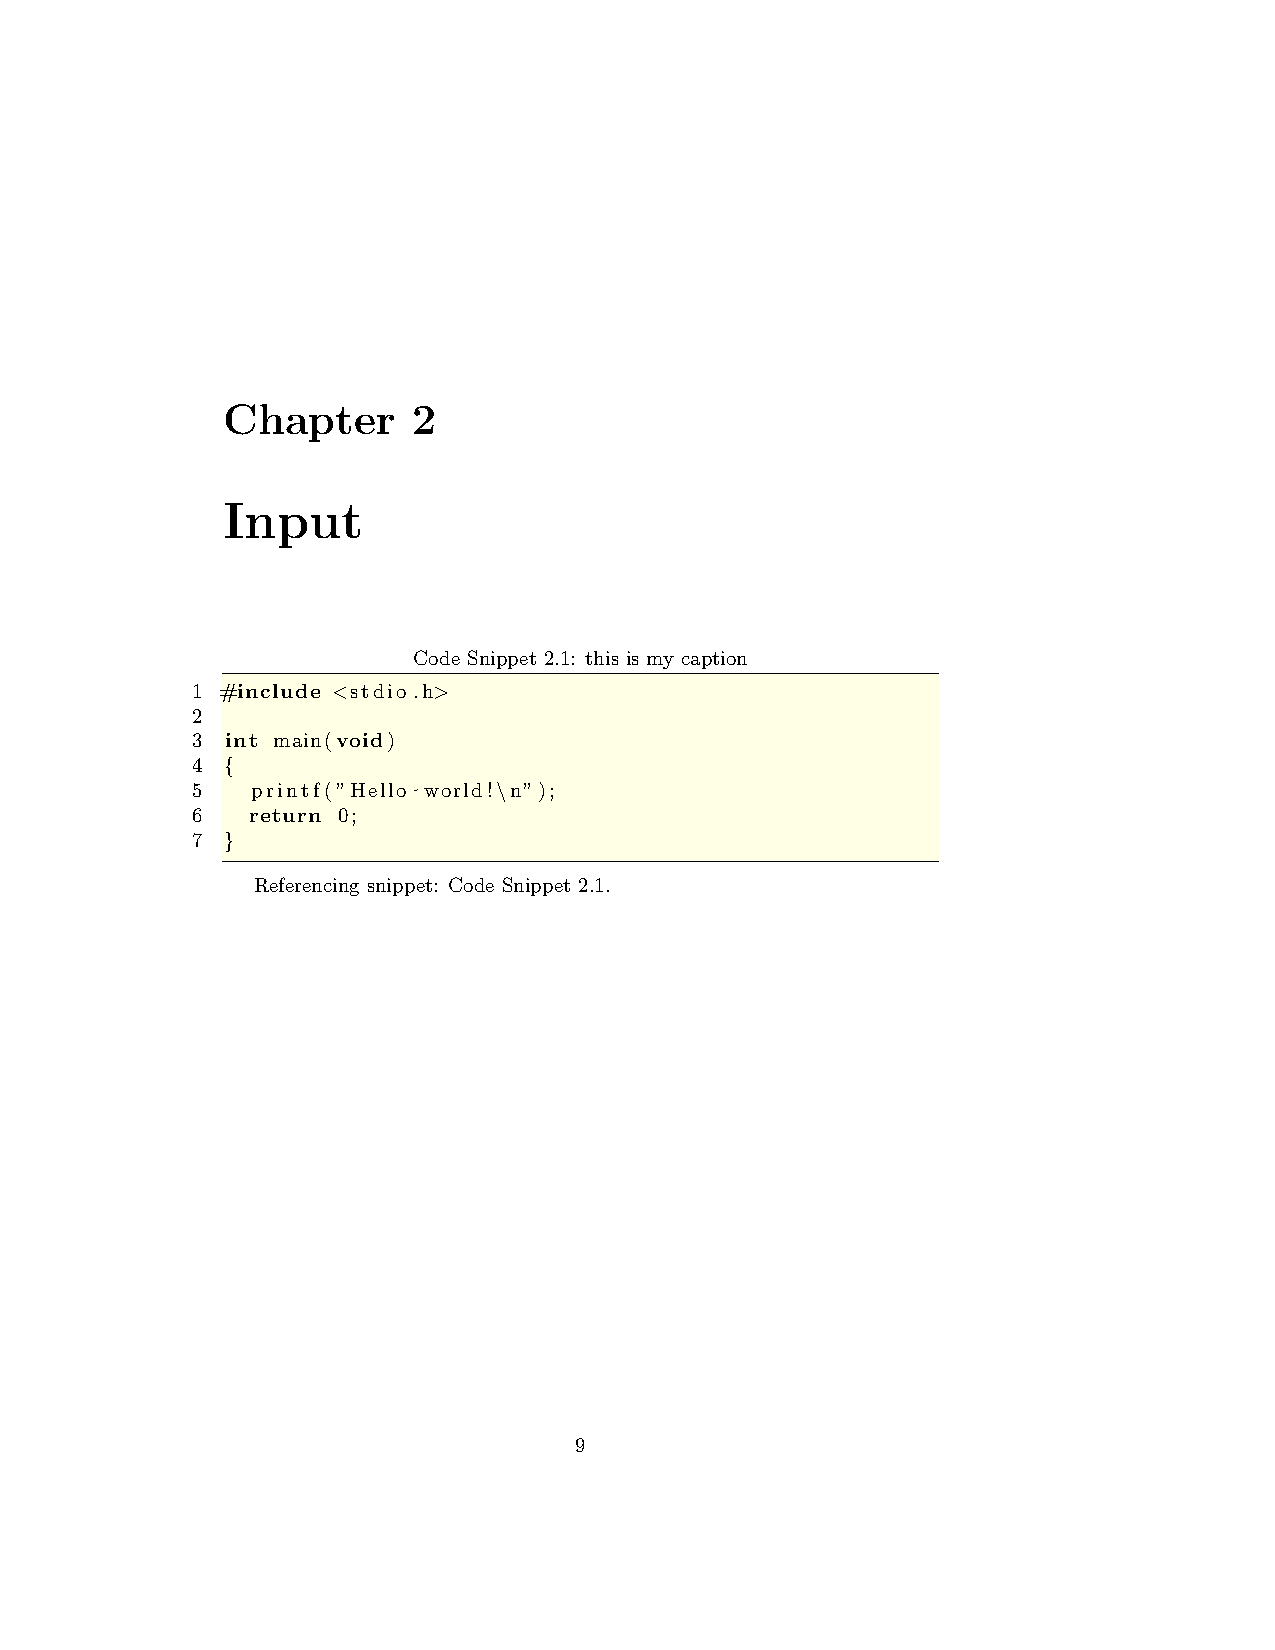 Chapter 2
Input
Code Snippet 2.1: this is my caption
1 #include <stdio.h>
2
3 int main(void)
4 {
5   printf("Hello world!\n");
6   return 0;
7 }
Referencing snippet: Code Snippet 2.1.
9